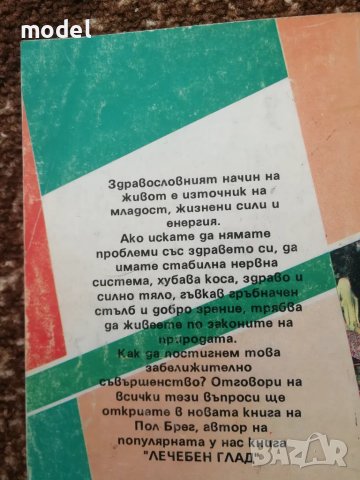 model
Здравословният начин на
живот е източник на
младост, жизнени сили и
енергия.
Ако искате да нямате
проблеми със здравето си, да
имате стабилна нервна
система, хубава коса, здраво и
силно тяло, гъвкав гръбначен
стълб и добро зрение, трябва
да живеете по законите на
природата.
Как да постигнем това
забележително
съвършенство? Отговори на
всички тези въпроси ще
откриете в новата книга на
Пол Брег, автор на
популярната у нас книга
"ЛЕЧЕБЕН ГЛАД"
bazar